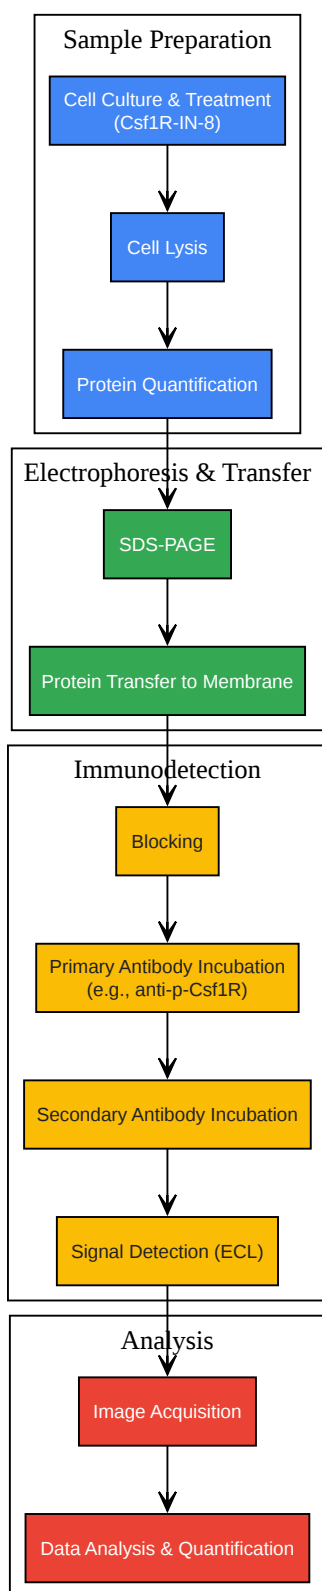 Sample Preparation
Cell Culture & Treatment
(Csf1R-IN-8)
Cell Lysis
Protein Quantification
Electrophoresis & Transfer
SDS-PAGE
Protein Transfer to Membrane
Immunodetection
Blocking
Primary Antibody Incubation
(e.g., anti-p-Csf1R)
Secondary Antibody Incubation
Signal Detection (ECL)
Analysis
Image Acquisition
Data Analysis & Quantification